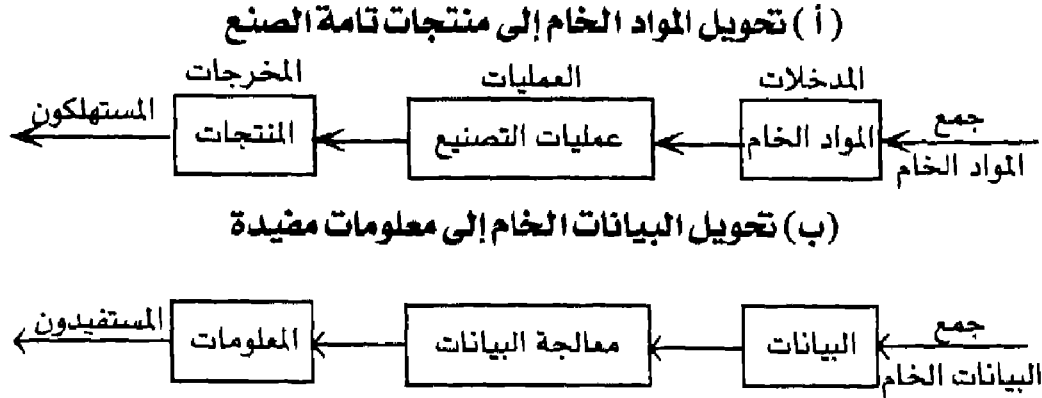 (أ) تحويل المواد الخام إلى منتجات تامة الصنع
المدخلات العمليات المخرجات
جمع المواد الخام عمليات التصنيع المنتجات المستهلكون
المواد الخام
(ب) تحويل البيانات الخام إلى معلومات مفيدة
جمع البيانات معالجة البيانات المعلومات المستفيدون
البيانات الخام